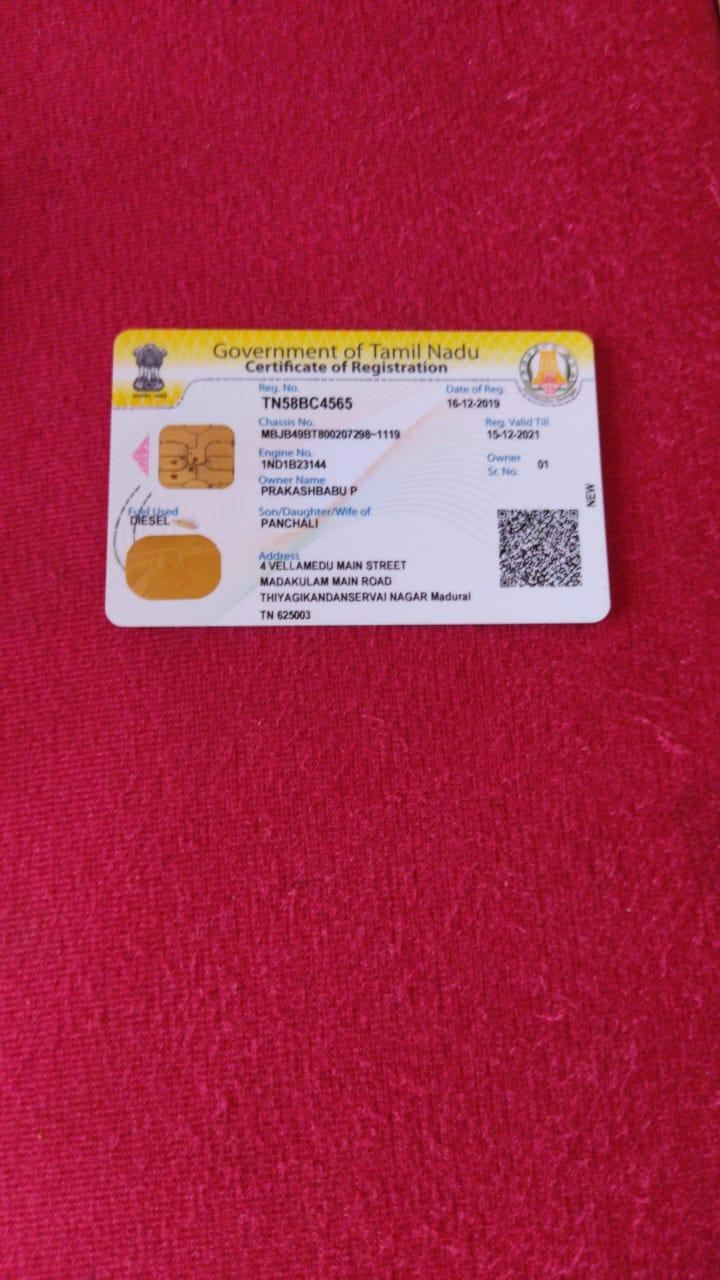 Government of Tamil Nadu
Certificate of Registration
Reg. No.
TN58BC4565
Date of Reg.
16-12-2019
Chassis No.
MBJB49BT800207298~1119
Reg. Valid Till
15-12-2021
Engine No.
1ND1B23144
Owner
Sr. No.
01
Owner Name
PRAKASHBABU P
NEW
Fuel Used
DIESEL
Son/Daughter/Wife of
PANCHALI
Address
4 VELLAMEDU MAIN STREET
MADAKULAM MAIN ROAD
THIYAGIKANDANSERVAI NAGAR Madurai
TN 625003